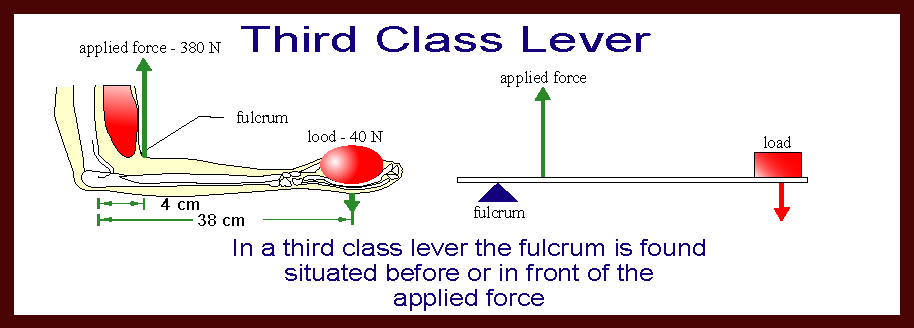 Third Class Lever
applied force - 380 N
fulcrum
lood - 40 N
4 cm
38 cm
applied force
load
fulcrum
In a third class lever the fulcrum is found
situated before or in front of the
applied force